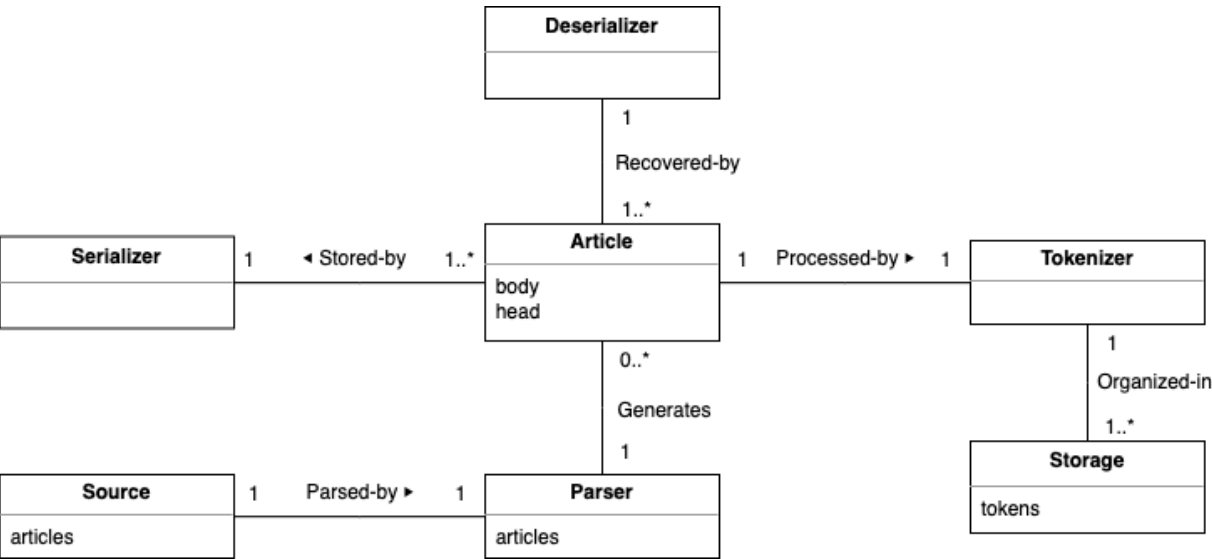 Deserializer
1
Recovered-by
1..*
Serializer
1
◂ Stored-by
1..*
Article
body
head
1
Processed-by ▸
1
Tokenizer
0..*
Generates
1
1
Organized-in
1..*
Source
articles
1
Parsed-by ▸
1
Parser
articles
Storage
tokens